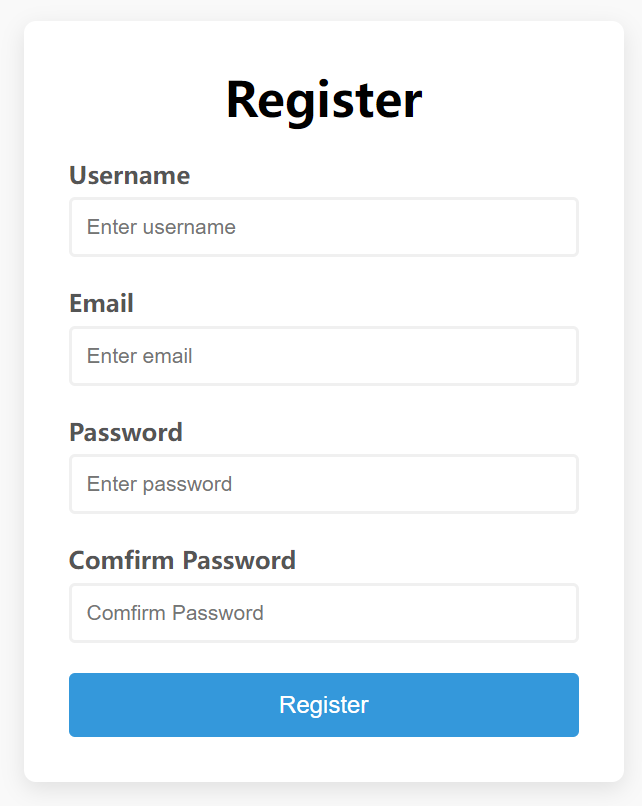 Register
Username
Enter username
Email
Enter email
Password
Enter password
Comfirm Password
Comfirm Password
Register